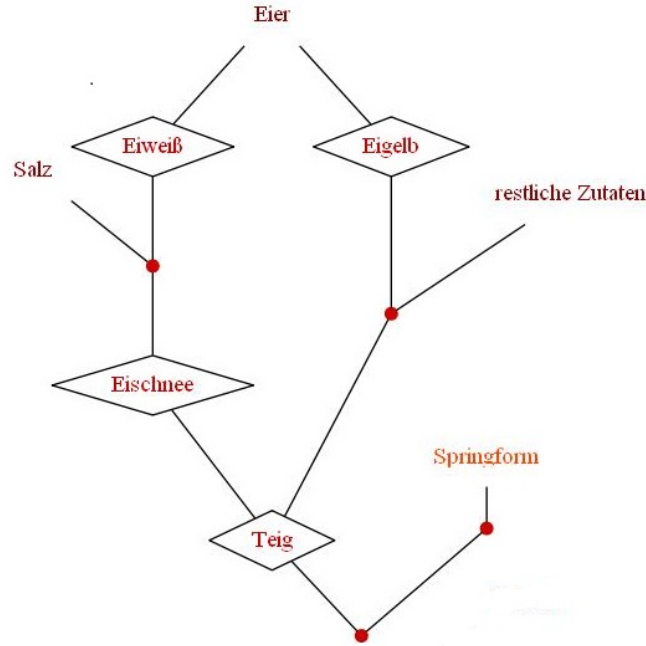 Eier
Eiweiß
Eigelb
Salz
restliche Zutaten
Eischnee
Springform
Teig